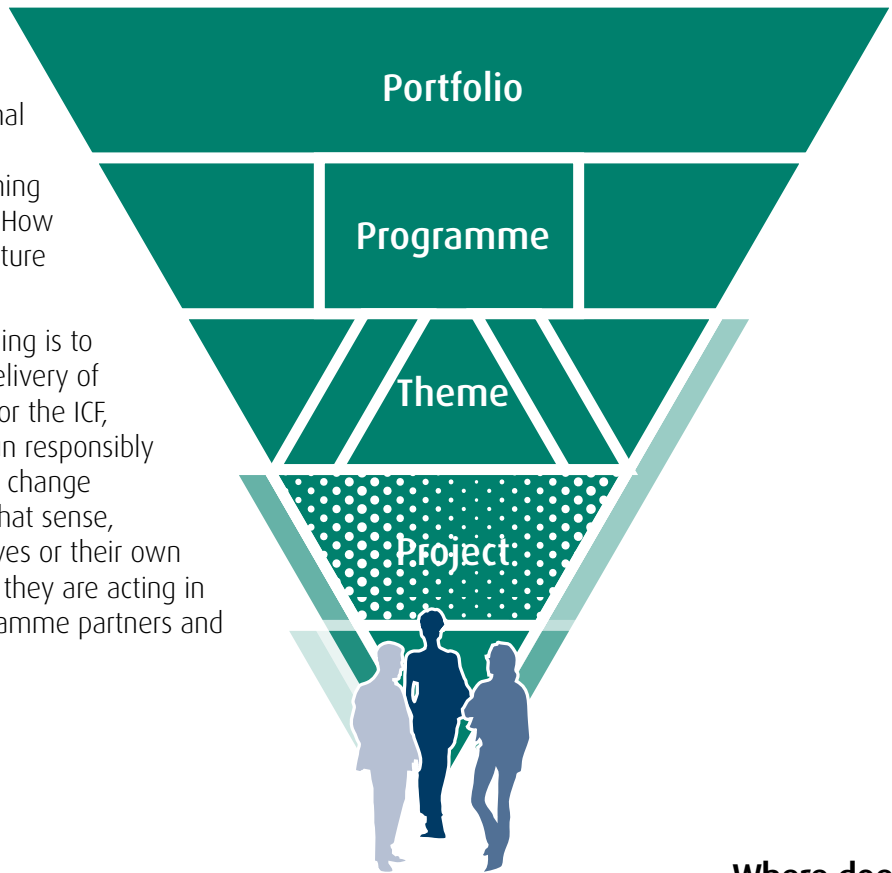 Portfolio
Programme
Theme
Project
nal
ning
How
ture
ing is to
elivery of
or the ICF,
n responsibly
change
hat sense,
ves or their own
they are acting in
amme partners and